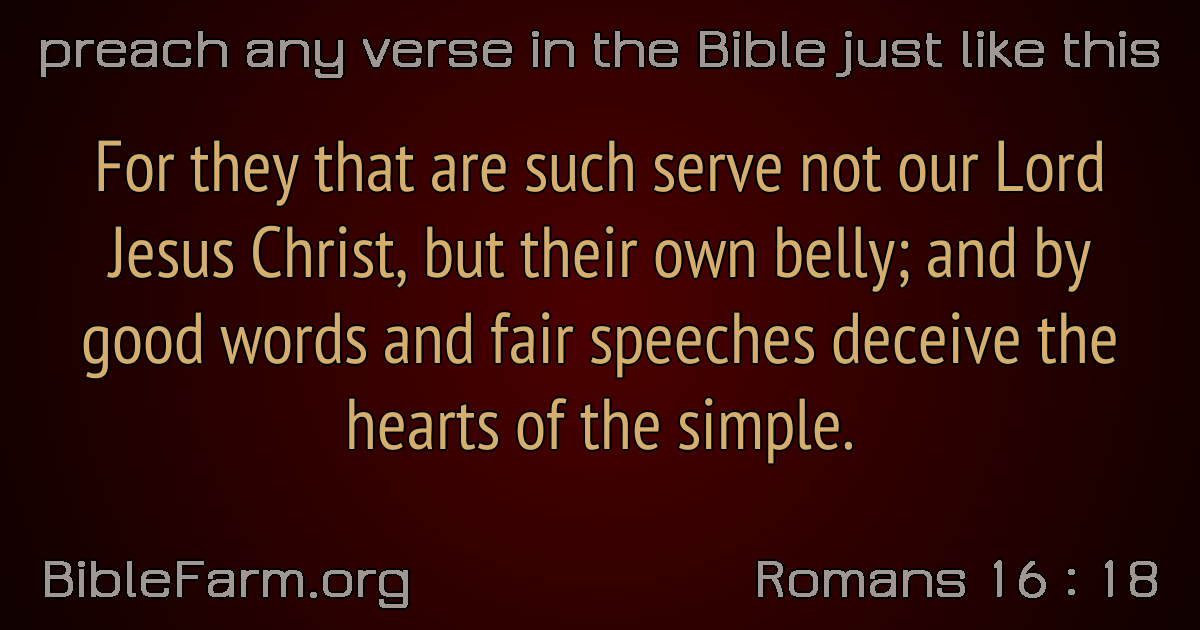 preach any verse in the Bible just like this
For they that are such serve not our Lord
Jesus Christ, but their own belly; and by
good words and fair speeches deceive the
hearts of the simple.
BibleFarm.org
Romans 16 : 18